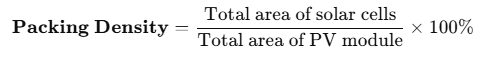 Packing Density = Total area of solar cells / Total area of PV module × 100%